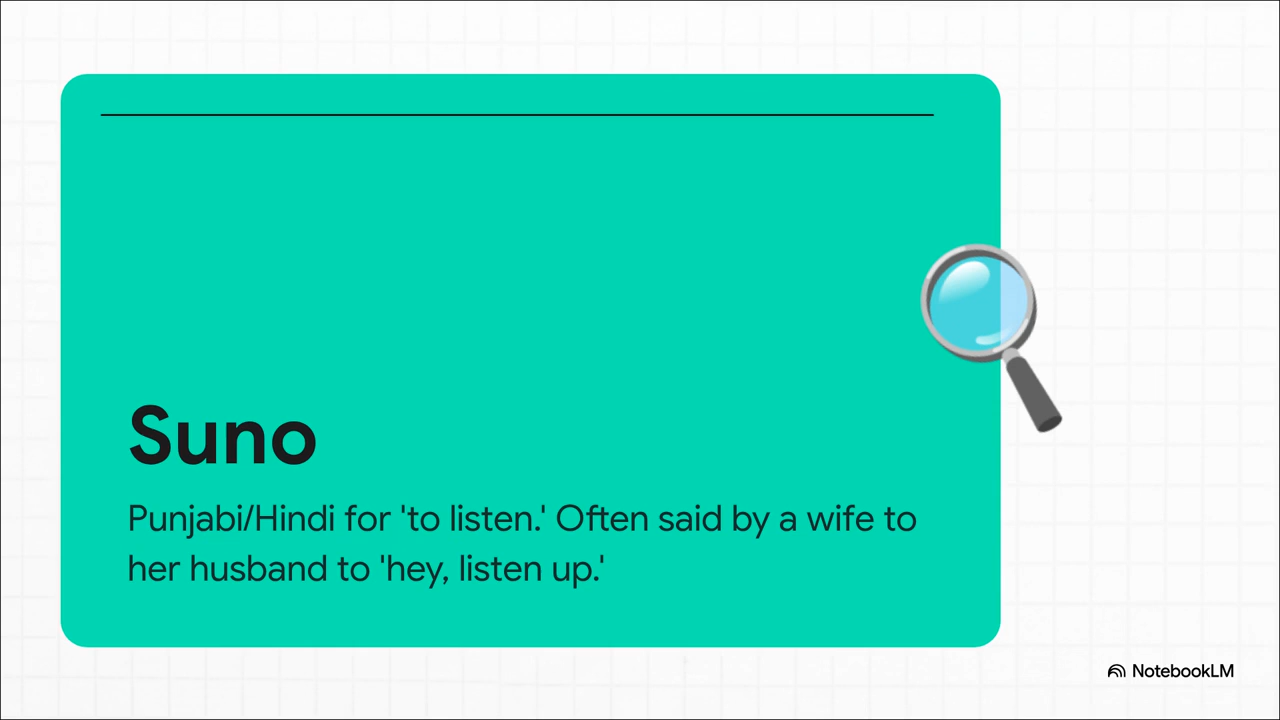 Suno
Punjabi/Hindi for 'to listen.' Often said by a wife to
her husband to 'hey, listen up.'
NotebookLM